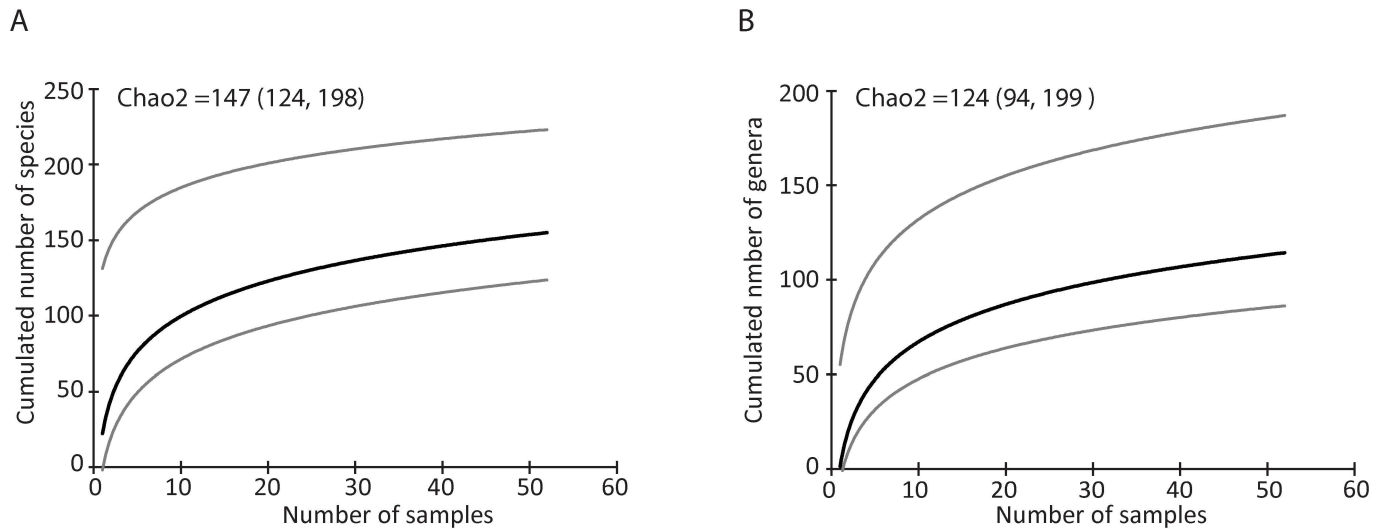 A
Chao2 =147 (124, 198)
Cumulated number of species
250
200
150
100
50
0
0 10 20 30 40 50 60
Number of samples
B
Chao2 =124 (94, 199 )
Cumulated nmber of genera
200
150
100
50
0
0 10 20 30 40 50 60
Number of samples